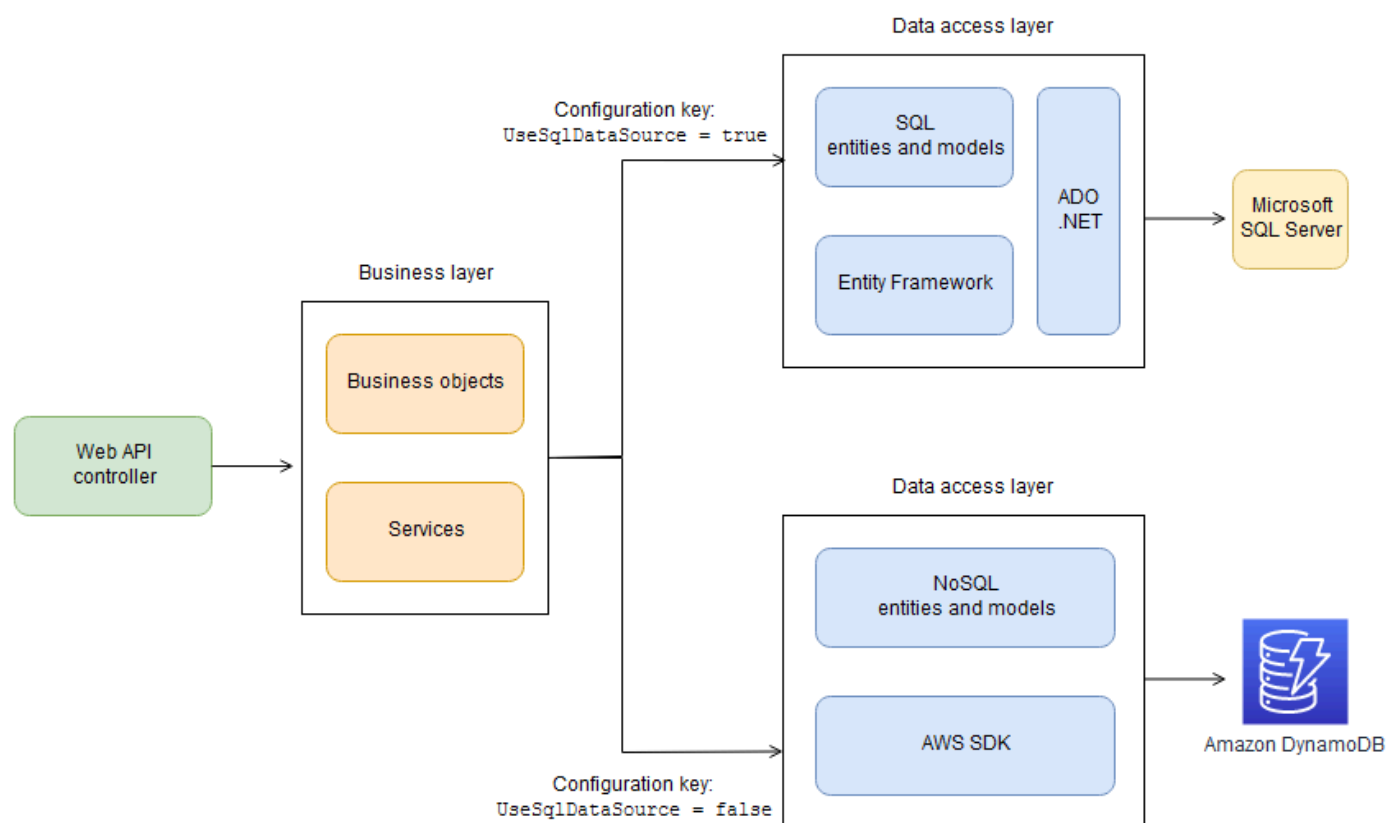 Data access layer
Configuration key:
UseSqlDataSource = true
SQL
entities and models
ADO
.NET
Microsoft
SQL Server
Entity Framework
Business layer
Business objects
Web API
controller
Services
Data access layer
NoSQL
entities and models
AWS SDK
Amazon DynamoDB
Configuration key:
UseSqlDataSource = false